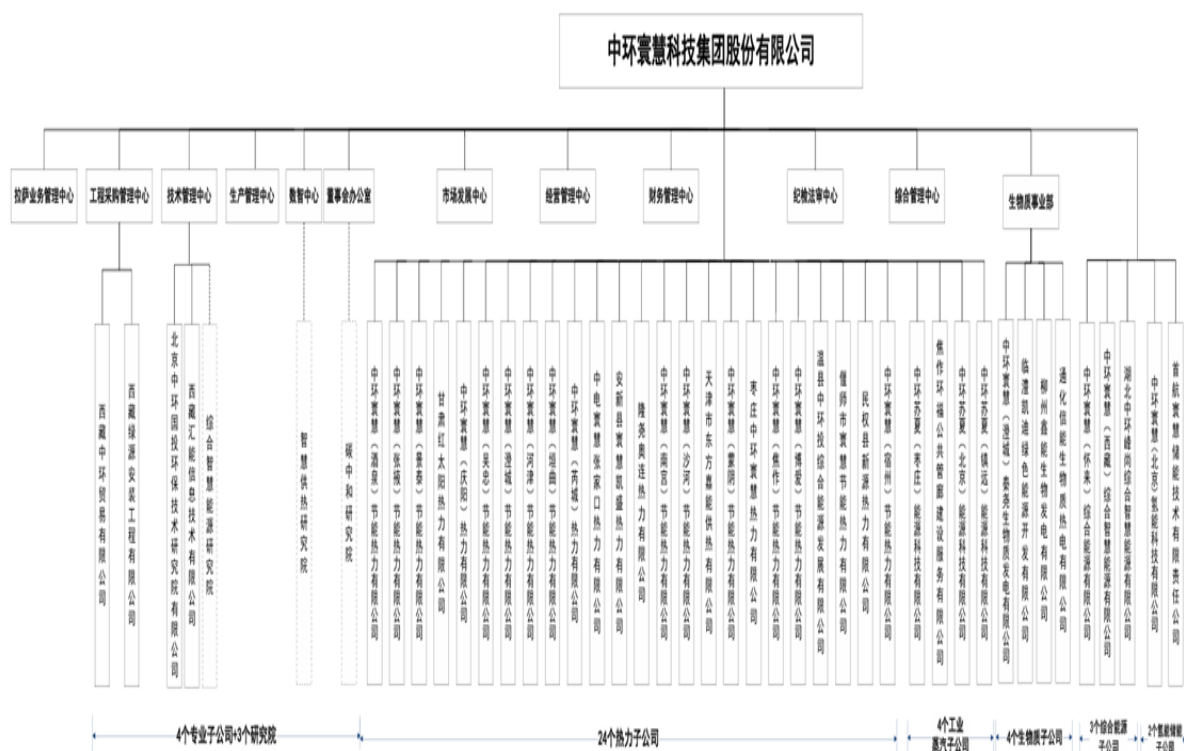 中环寰慧科技集团股份有限公司
拉萨业务管理中心
工程采购管理中心
技术管理中心
生产管理中心
数智中心
董事会办公室
市场发展中心
经营管理中心
财务管理中心
纪检法审中心
综合管理中心
生物质事业部
西藏中环贸易有限公司
西藏绿源安装工程有限公司
北京中环国投环保技术研究院有限公司
西藏汇能信息技术有限公司
综合智慧能源研究院
智慧供热研究院
碳中和研究院
中环寰慧（酒泉）节能热力有限公司
中环寰慧（张掖）节能热力有限公司
中环寰慧（景泰）节能热力有限公司
甘肃红太阳热力有限公司
中环寰慧（庆阳）热力有限公司
中环寰慧（吴忠）节能热力有限公司
中环寰慧（澄城）节能热力有限公司
中环寰慧（河津）节能热力有限公司
中环寰慧（垣曲）节能热力有限公司
中环寰慧（芮城）热力有限公司
中电寰慧张家口热力有限公司
安新县寰慧凯盛热力有限公司
隆尧奥连热力有限公司
中环寰慧（南宫）节能热力有限公司
中环寰慧（沙河）节能热力有限公司
天津市东方嘉能供热有限公司
中环寰慧（蒙阴）节能热力有限公司
枣庄中环寰慧热力有限公司
中环寰慧（焦作）节能热力有限公司
中环寰慧（博爱）节能热力有限公司
温县中环投综合能源发展有限公司
偃师市寰慧节能热力有限公司
民权县新源热力有限公司
中环寰慧（宿州）节能热力有限公司
中环苏夏（枣庄）能源科技有限公司
焦作环福公共管廊建设服务有限公司
中环苏夏（北京）能源科技有限公司
中环苏夏（镇远）能源科技有限公司
中环寰慧（澄城）秦尧生物质发电有限公司
临澧凯迪绿色能源开发有限公司
柳州鑫能生物发电有限公司
通化倍能生物质热电有限公司
中环寰慧（怀来）综合能源有限公司
中环寰慧（西藏）综合智慧能源有限公司
湖北中环峰尚综合智慧能源有限公司
中环寰慧（北京）氢能科技有限公司
首航寰慧储能技术有限责任公司
4个专业子公司+3个研究院
24个热力子公司
4个工业
蒸汽子公司
4个生物质子公司
3个综合能源
子公司
2个氢能储能
子公司